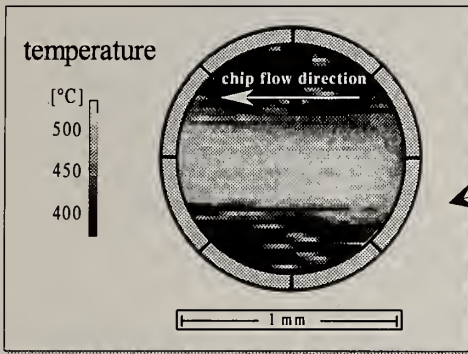 temperature
[°C]
500
450
400
chip flow direction
1 mm